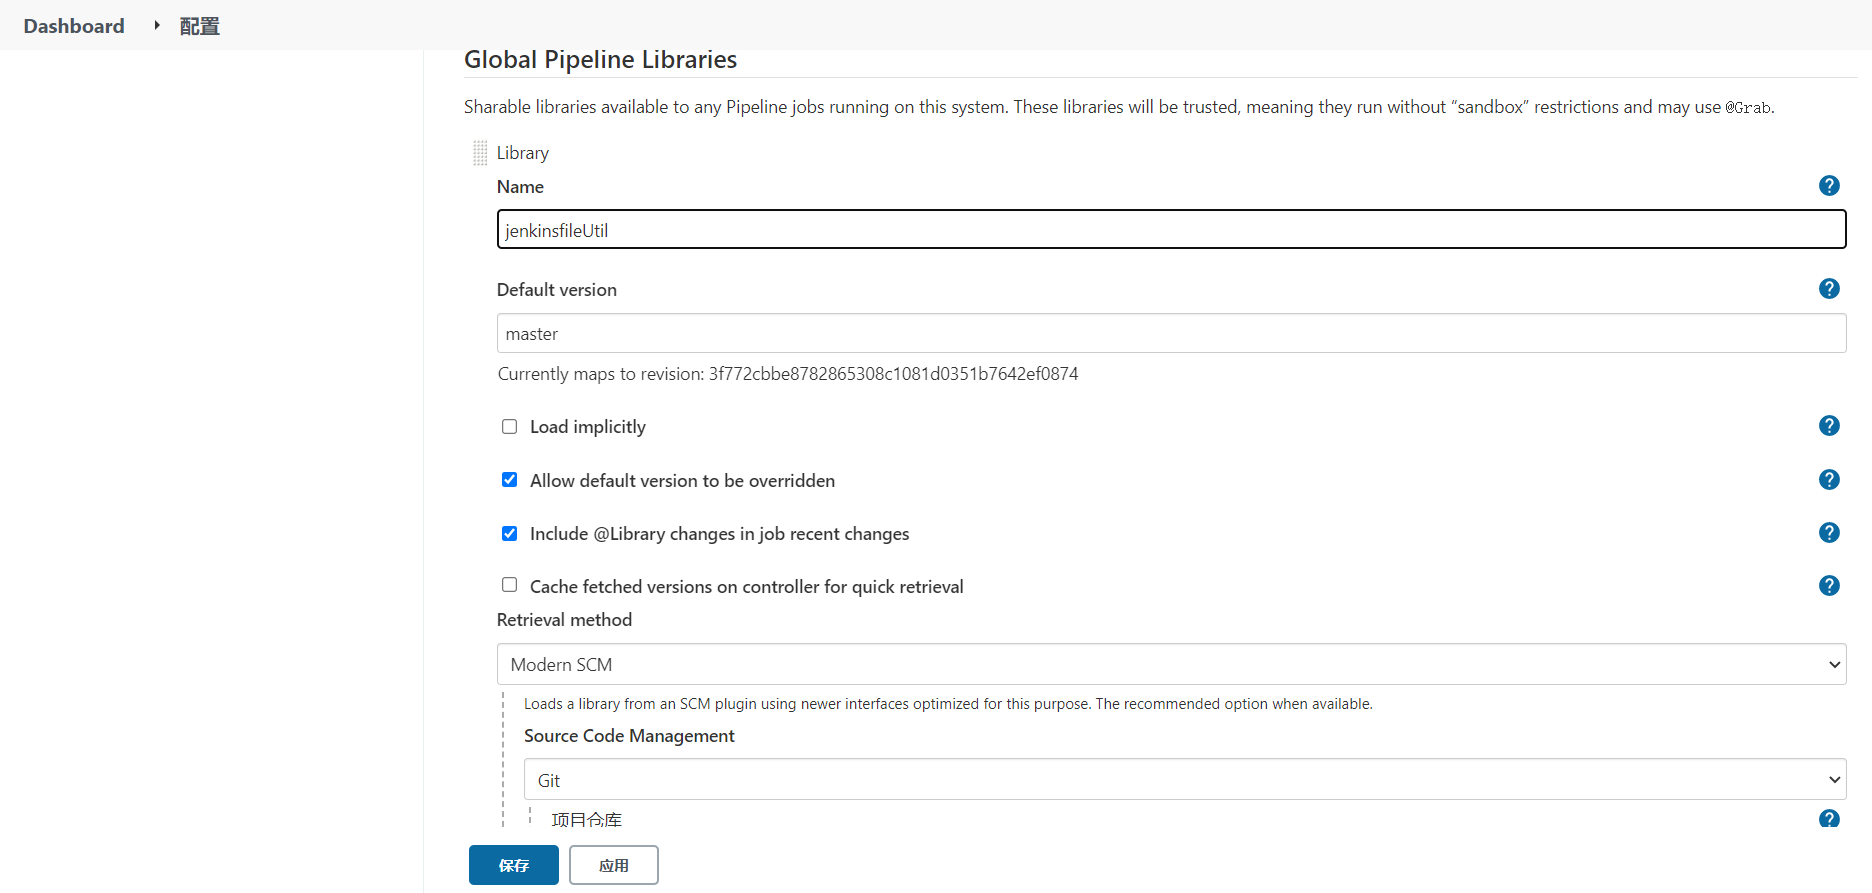 Dashboard
配置
Global Pipeline Libraries
Sharable libraries available to any Pipeline jobs running on this system. These libraries will be trusted, meaning they run without “sandbox” restrictions and may use @Grab.
Library
Name
jenkinsfileUtil
Default version
master
Currently maps to revision: 3f772cbbe8782865308c1081d0351b7642ef0874
Load implicitly
Allow default version to be overridden
Include @Library changes in job recent changes
Cache fetched versions on controller for quick retrieval
Retrieval method
Modern SCM
Loads a library from an SCM plugin using newer interfaces optimized for this purpose. The recommended option when available.
Source Code Management
Git
项目仓库
保存
应用